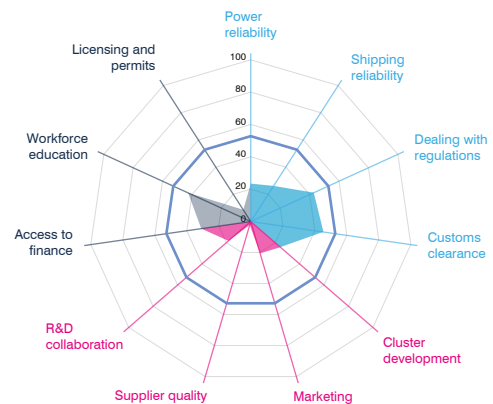 Power
reliability
Licensing and
permits
Shipping
reliability
100
80
60
40
20
0
Workforce
education
Dealing with
regulations
Access to
finance
Customs
clearance
R&D
collaboration
Cluster
development
Supplier quality
Marketing